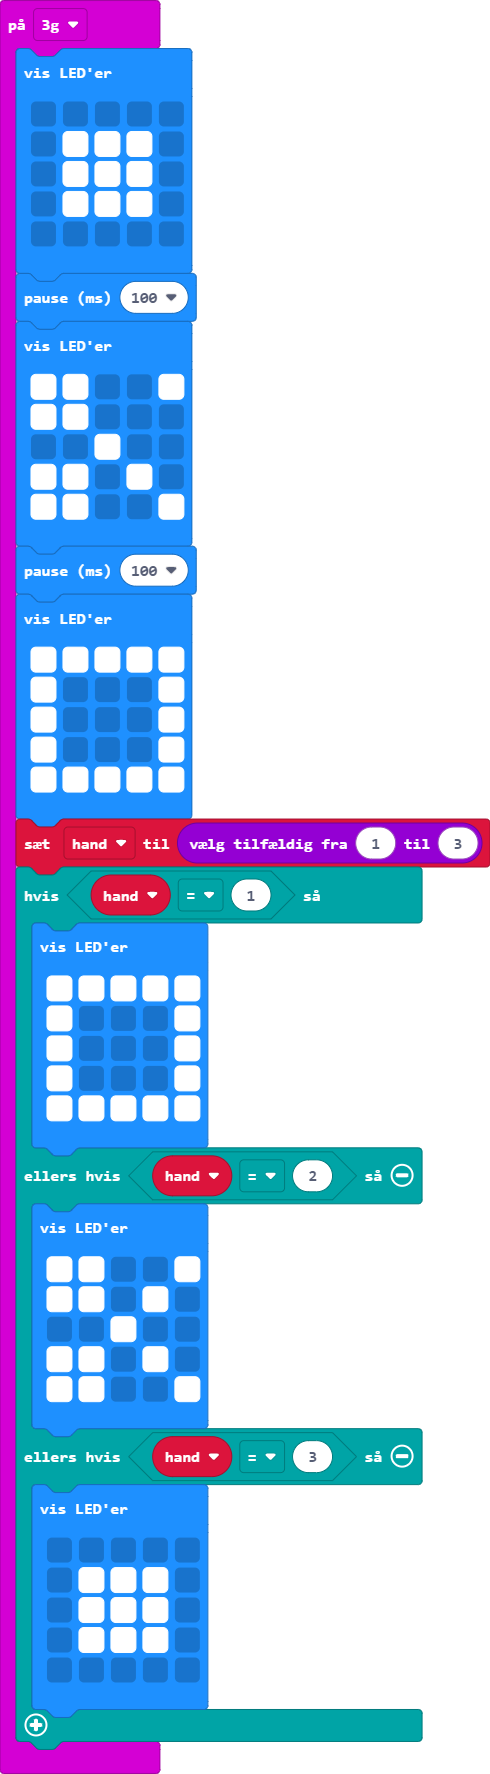 på 3g
vis LED'er
pause (ms) 100
vis LED'er
pause (ms) 100
vis LED'er
sæt hand til vælg tilfældig fra 1 til 3
hvis hand = 1 så
vis LED'er
ellers hvis hand = 2 så
vis LED'er
ellers hvis hand = 3 så
vis LED'er